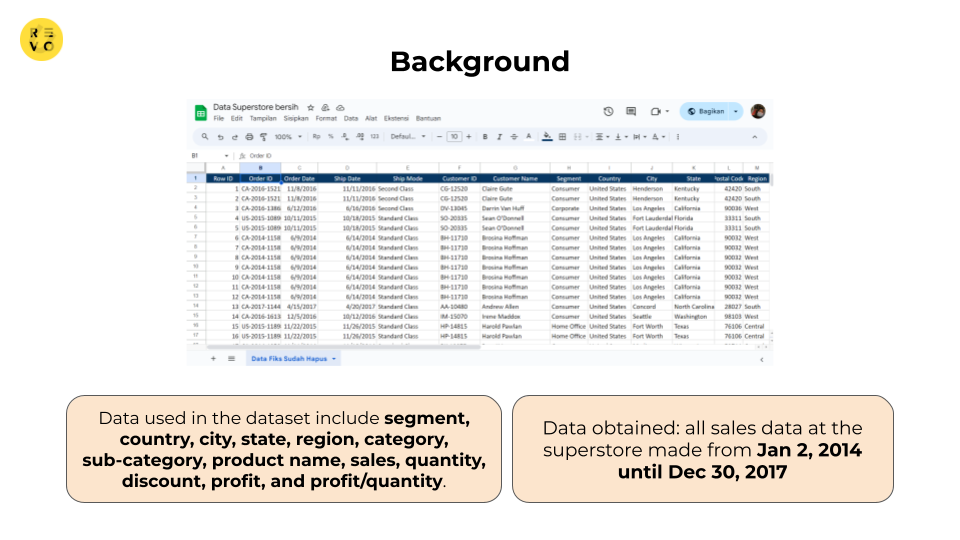 REVO
Background
Data Superstore bersih
File Edit Tampilan Sisipkan Format Data Alat Ekstensi Bantuan
Bagikan
100% Rp % 123 Defaul... 10
B1 Order ID
A B C D E F G H I J K L M
1 Row ID Order ID Order Date Ship Date Ship Mode Customer ID Customer Name Segment Country City State Postal Code Region
2 1 CA-2016-1521 11/8/2016 11/11/2016 Second Class CG-12520 Claire Gute Consumer United States Henderson Kentucky 42420 South
3 2 CA-2016-1521 11/8/2016 11/11/2016 Second Class CG-12520 Claire Gute Consumer United States Henderson Kentucky 42420 South
4 3 CA-2016-1386 6/12/2016 6/16/2016 Second Class DV-13045 Darrin Van Huff Corporate United States Los Angeles California 90036 West
5 4 US-2015-1089 10/11/2015 10/18/2015 Standard Class SO-20335 Sean O'Donnell Consumer United States Fort Lauderdal Florida 33311 South
6 5 US-2015-1089 10/11/2015 10/18/2015 Standard Class SO-20335 Sean O'Donnell Consumer United States Fort Lauderdal Florida 33311 South
7 6 CA-2014-1158 6/9/2014 6/14/2014 Standard Class BH-11710 Brosina Hoffman Consumer United States Los Angeles California 90032 West
8 7 CA-2014-1158 6/9/2014 6/14/2014 Standard Class BH-11710 Brosina Hoffman Consumer United States Los Angeles California 90032 West
9 8 CA-2014-1158 6/9/2014 6/14/2014 Standard Class BH-11710 Brosina Hoffman Consumer United States Los Angeles California 90032 West
10 9 CA-2014-1158 6/9/2014 6/14/2014 Standard Class BH-11710 Brosina Hoffman Consumer United States Los Angeles California 90032 West
11 10 CA-2014-1158 6/9/2014 6/14/2014 Standard Class BH-11710 Brosina Hoffman Consumer United States Los Angeles California 90032 West
12 11 CA-2014-1158 6/9/2014 6/14/2014 Standard Class BH-11710 Brosina Hoffman Consumer United States Los Angeles California 90032 West
13 12 CA-2014-1158 6/9/2014 6/14/2014 Standard Class BH-11710 Brosina Hoffman Consumer United States Los Angeles California 90032 West
14 13 CA-2017-1144 4/15/2017 4/20/2017 Standard Class AA-10480 Andrew Allen Consumer United States Concord North Carolina 28027 South
15 14 CA-2016-1613 12/5/2016 10/12/2016 Standard Class IM-15070 Irene Maddox Consumer United States Seattle Washington 98103 West
16 15 US-2015-1189 11/22/2015 11/26/2015 Standard Class HP-14815 Harold Pawlan Home Office United States Fort Worth Texas 76106 Central
17 16 US-2015-1189 11/22/2015 11/26/2015 Standard Class HP-14815 Harold Pawlan Home Office United States Fort Worth Texas 76106 Central
Data Fiks Sudah Hapus
Data used in the dataset include segment,
country, city, state, region, category,
sub-category, product name, sales, quantity,
discount, profit, and profit/quantity.
Data obtained: all sales data at the
superstore made from Jan 2, 2014
until Dec 30, 2017